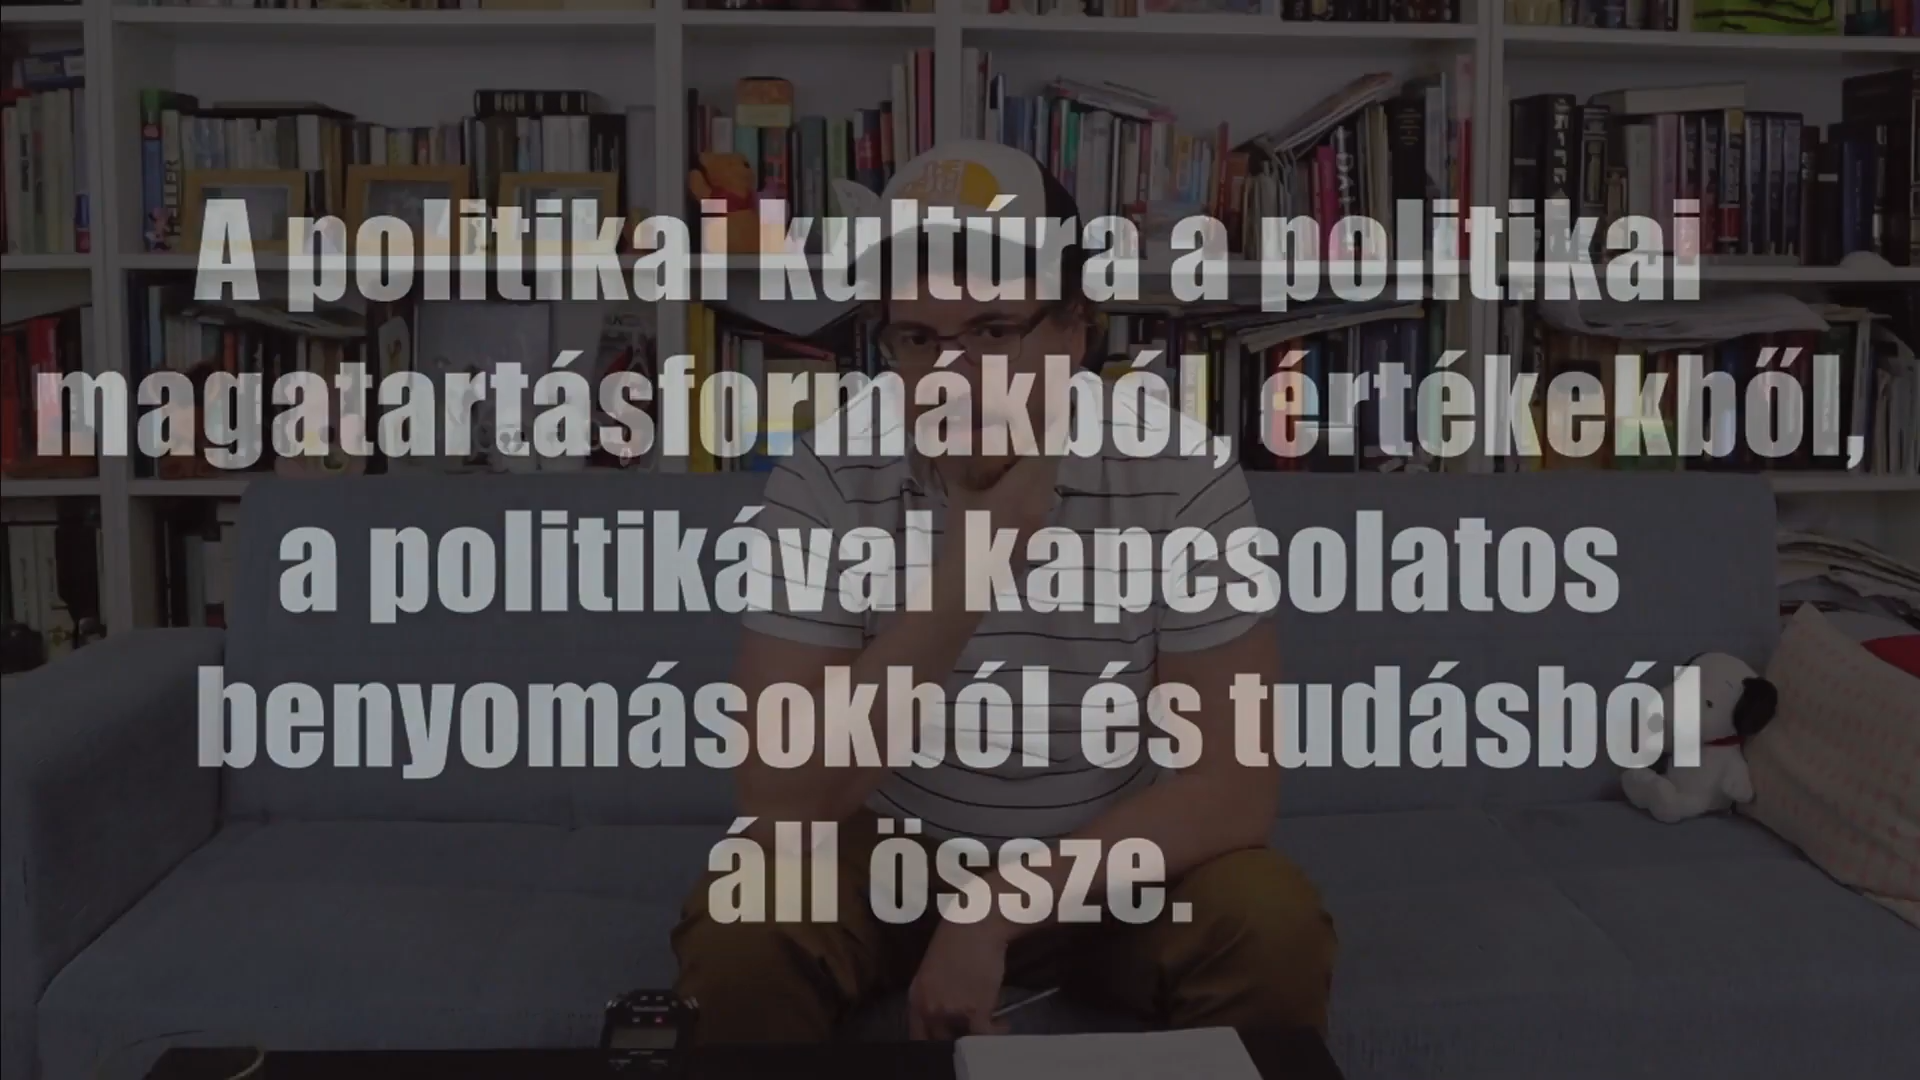 A politikai kultúra a politikai
magatartásformákból, értékekből,
a politikával kapcsolatos
benyomásokból és tudásból
áll össze.